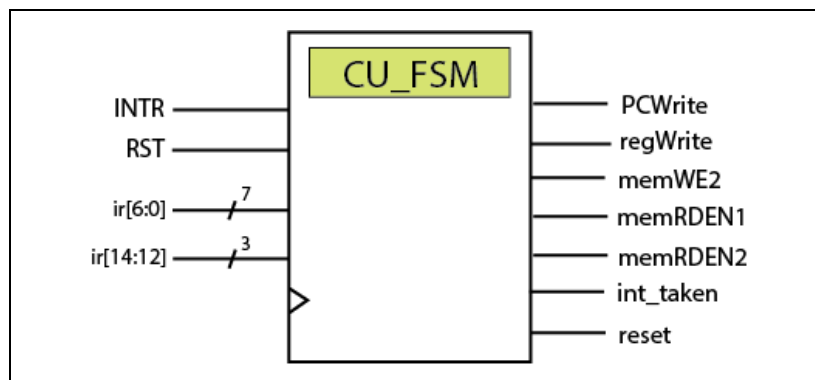 CU_FSM
INTR
RST
ir[6:0]
7
ir[14:12]
3
PCWrite
regWrite
memWE2
memRDEN1
memRDEN2
int_taken
reset